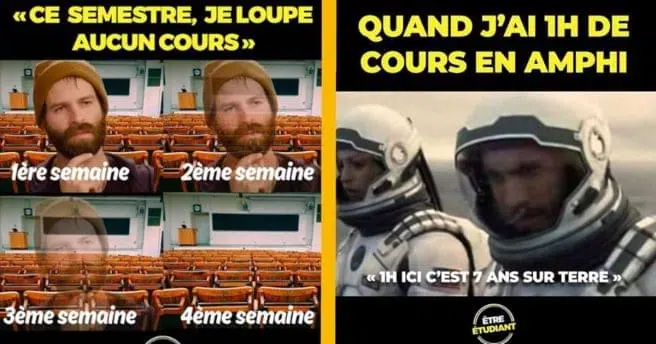 « CE SEMESTRE, JE LOUPE
AUCUN COURS »
1ère semaine
2ème semaine
3ème semaine
4ème semaine
QUAND J'AI 1H DE
COURS EN AMPHI
« 1H ICI C'EST 7 ANS SUR TERRE »
ÊTRE
ÉTUDIANT